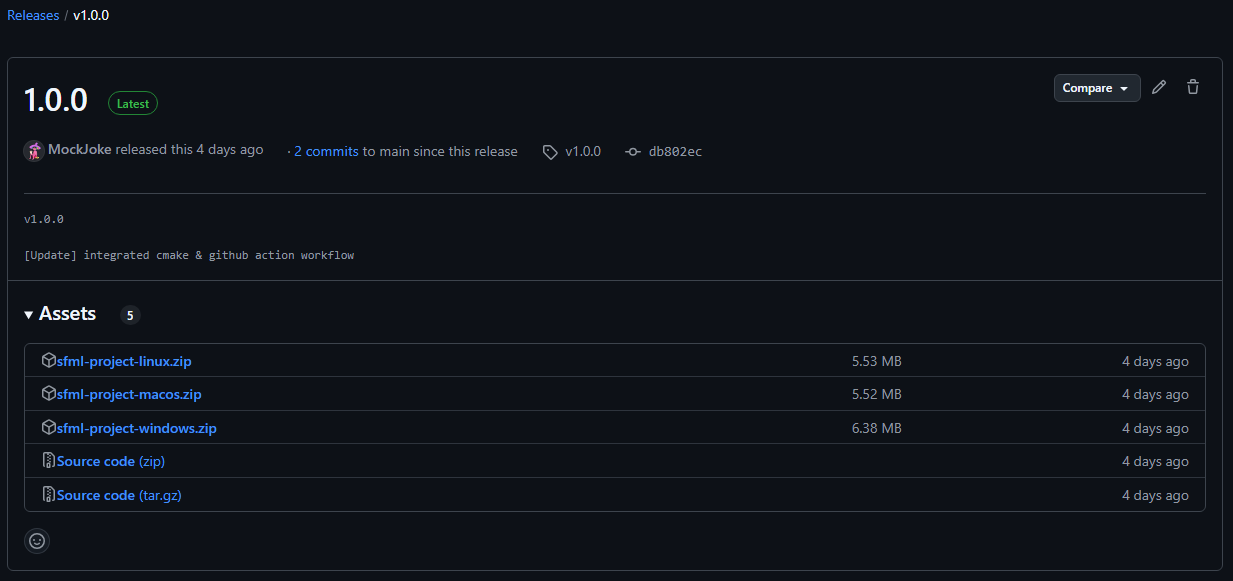 Releases / v1.0.0
1.0.0 Latest Compare
MockJoke released this 4 days ago · 2 commits to main since this release v1.0.0 db802ec
v1.0.0
[Update] integrated cmake & github action workflow
Assets 5
sfml-project-linux.zip 5.53 MB 4 days ago
sfml-project-macos.zip 5.52 MB 4 days ago
sfml-project-windows.zip 6.38 MB 4 days ago
Source code (zip) 4 days ago
Source code (tar.gz) 4 days ago